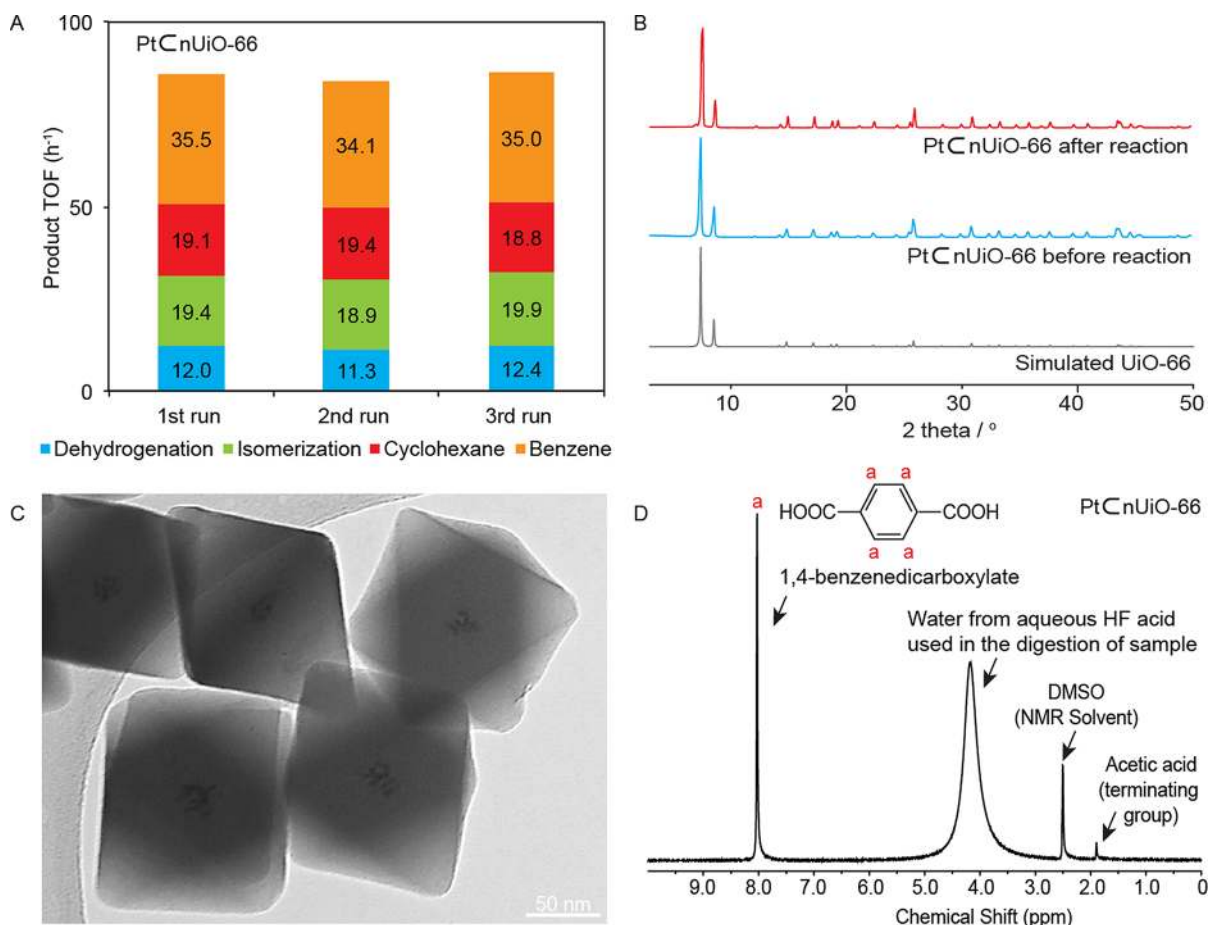 A
100
50
0
Product TOF (h⁻¹)
Pt⊂nUiO-66
35.5
19.1
19.4
12.0
34.1
19.4
18.9
11.3
35.0
18.8
19.9
12.4
1st run 2nd run 3rd run
Dehydrogenation Isomerization Cyclohexane Benzene
B
Pt⊂nUiO-66 after reaction
Pt⊂nUiO-66 before reaction
Simulated UiO-66
10 20 30 40 50
2 theta / °
C
50 nm
D
Pt⊂nUiO-66
a
a a
HOOC COOH
a a
1,4-benzenedicarboxylate
Water from aqueous HF acid
used in the digestion of sample
DMSO
(NMR Solvent)
Acetic acid
(terminating
group)
9.0 8.0 7.0 6.0 5.0 4.0 3.0 2.0 1.0 0
Chemical Shift (ppm)